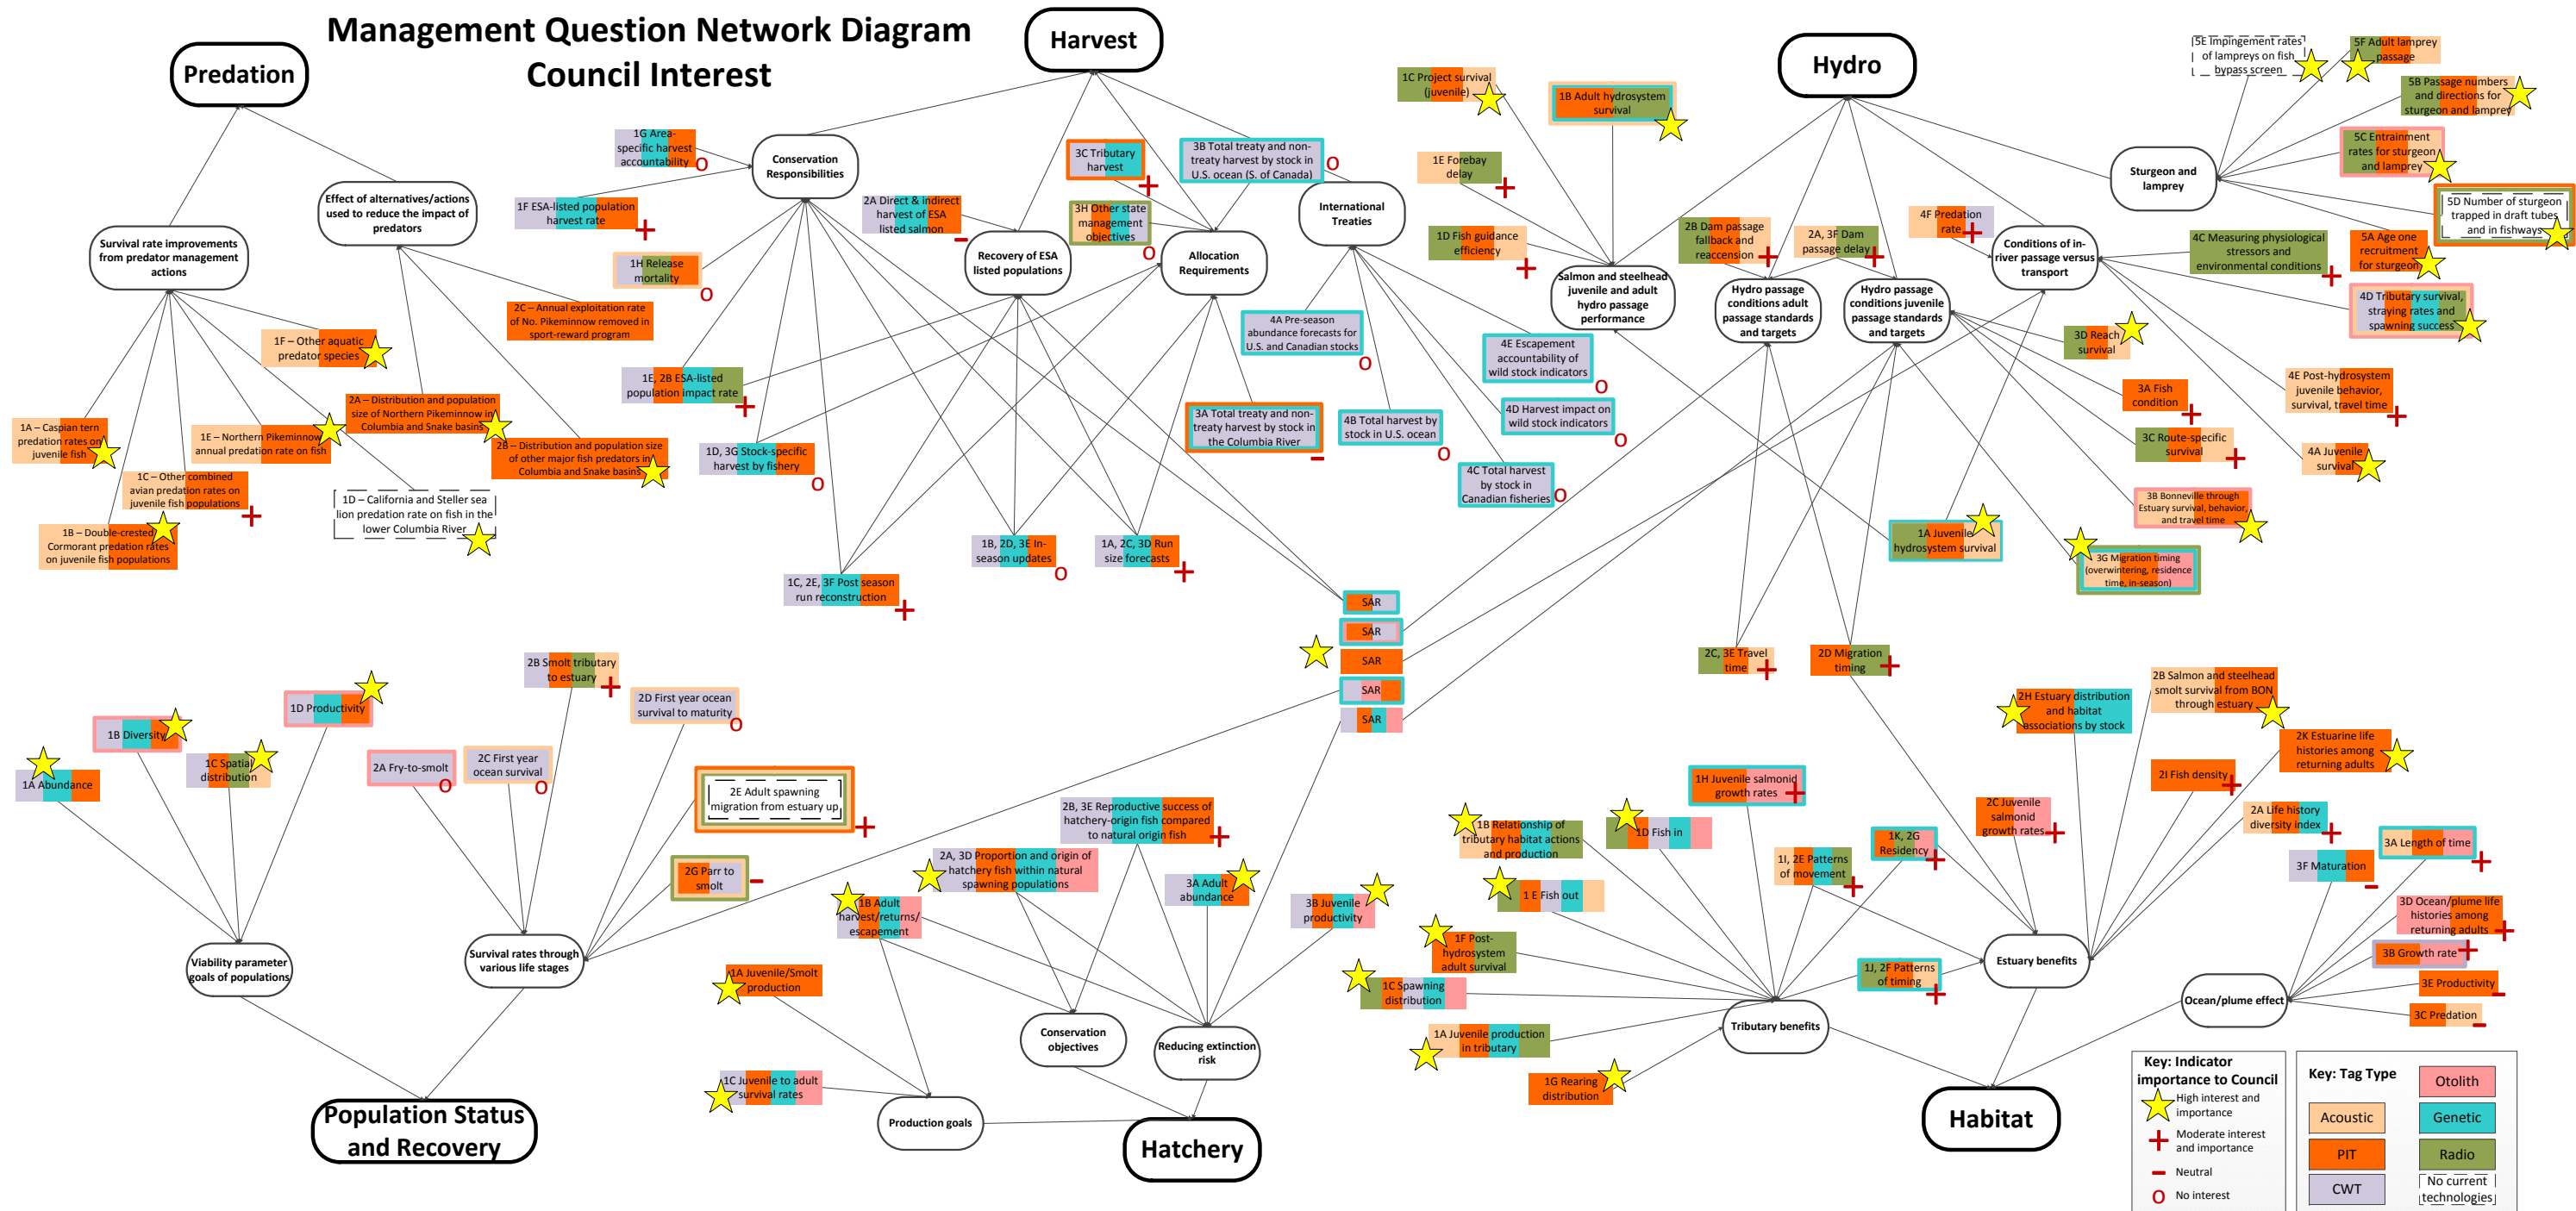 Management Question Network Diagram
Council Interest
Predation
Harvest
Hydro
Survival rate improvements
from predator management
actions
Effect of alternatives/actions
used to reduce the impact of
predators
1F – Other aquatic
predator species
2C – Annual exploitation rate
of No. Pikeminnow removed in
sport-reward program
1A – Caspian tern
predation rates on
juvenile fish
1E – Northern Pikeminnow
annual predation rate on fish
2A – Distribution and population
size of Northern Pikeminnow in
Columbia and Snake basins
2B – Distribution and population size
of other major fish predators in
Columbia and Snake basins
1C – Other combined
avian predation rates on
juvenile fish populations
1D – California and Steller sea
lion predation rate on fish in the
lower Columbia River
1B – Double-crested
Cormorant predation rates
on juvenile fish populations
1G Area-
specific harvest
accountability
O
Conservation
Responsibilities
1F ESA-listed population
harvest rate
1H Release
mortality
O
2A Direct & indirect
harvest of ESA
listed salmon
Recovery of ESA
listed populations
3C Tributary
harvest
3H Other state
management
objectives
O
3B Total treaty and non-
treaty harvest by stock in
U.S. ocean (S. of Canada)
O
Allocation
Requirements
International
Treaties
1E, 2B ESA-listed
population impact rate
1D, 3G Stock-specific
harvest by fishery
O
1C, 2E, 3F Post season
run reconstruction
1B, 2D, 3E In-
season updates
O
1A, 2C, 3D Run
size forecasts
3A Total treaty and non-
treaty harvest by stock in
the Columbia River
4A Pre-season
abundance forecasts for
U.S. and Canadian stocks
O
4E Escapement
accountability of
wild stock indicators
O
4B Total harvest by
stock in U.S. ocean
O
4D Harvest impact on
wild stock indicators
O
4C Total harvest
by stock in
Canadian fisheries
O
1C Project survival
(juvenile)
1B Adult hydrosystem
survival
1E Forebay
delay
1D Fish guidance
efficiency
Salmon and steelhead
juvenile and adult
hydro passage
performance
2B Dam passage
fallback and
reaccension
2A, 3F Dam
passage delay
Hydro passage
conditions adult
passage standards
and targets
Hydro passage
conditions juvenile
passage standards
and targets
4F Predation
rate
Conditions of in-
river passage versus
transport
Sturgeon and
lamprey
5E Impingement rates
of lampreys on fish
bypass screen
5F Adult lamprey
passage
5B Passage numbers
and directions for
sturgeon and lamprey
5C Entrainment
rates for sturgeon
and lamprey
5D Number of sturgeon
trapped in draft tubes
and in fishways
5A Age one
recruitment
for sturgeon
4C Measuring physiological
stressors and
environmental conditions
4D Tributary survival,
straying rates and
spawning success
3D Reach
survival
3A Fish
condition
4E Post-hydrosystem
juvenile behavior,
survival, travel time
3C Route-specific
survival
4A Juvenile
survival
3B Bonneville through
Estuary survival, behavior,
and travel time
1A Juvenile
hydrosystem survival
3G Migration timing
(overwintering, residence
time, in-season)
SAR
SAR
SAR
SAR
SAR
2C, 3E Travel
time
2D Migration
timing
1A Abundance
1B Diversity
1C Spatial
distribution
1D Productivity
2A Fry-to-smolt
O
2C First year
ocean survival
O
2B Smolt tributary
to estuary
2D First year ocean
survival to maturity
O
2E Adult spawning
migration from estuary up
2G Parr to
smolt
Viability parameter
goals of populations
Survival rates through
various life stages
Population Status
and Recovery
2B, 3E Reproductive success of
hatchery-origin fish compared
to natural origin fish
2A, 3D Proportion and origin of
hatchery fish within natural
spawning populations
3A Adult
abundance
3B Juvenile
productivity
1B Adult
harvest/returns/
escapement
1A Juvenile/Smolt
production
1C Juvenile to adult
survival rates
Conservation
objectives
Reducing extinction
risk
Production goals
Hatchery
1H Juvenile salmonid
growth rates
1B Relationship of
tributary habitat actions
and production
1D Fish in
1K, 2G
Residency
1I, 2E Patterns
of movement
1 E Fish out
1F Post-
hydrosystem
adult survival
1C Spawning
distribution
1J, 2F Patterns
of timing
1A Juvenile production
in tributary
1G Rearing
distribution
Tributary benefits
Estuary benefits
Habitat
2H Estuary distribution
and habitat
associations by stock
2B Salmon and steelhead
smolt survival from BON
through estuary
2K Estuarine life
histories among
returning adults
2I Fish density
2C Juvenile
salmonid
growth rates
2A Life history
diversity index
3A Length of time
3F Maturation
3D Ocean/plume life
histories among
returning adults
3B Growth rate
3E Productivity
3C Predation
Ocean/plume effect
Key: Indicator
importance to Council
High interest and
importance
Moderate interest
and importance
Neutral
O No interest
Key: Tag Type
Otolith
Acoustic
Genetic
PIT
Radio
CWT
No current
technologies